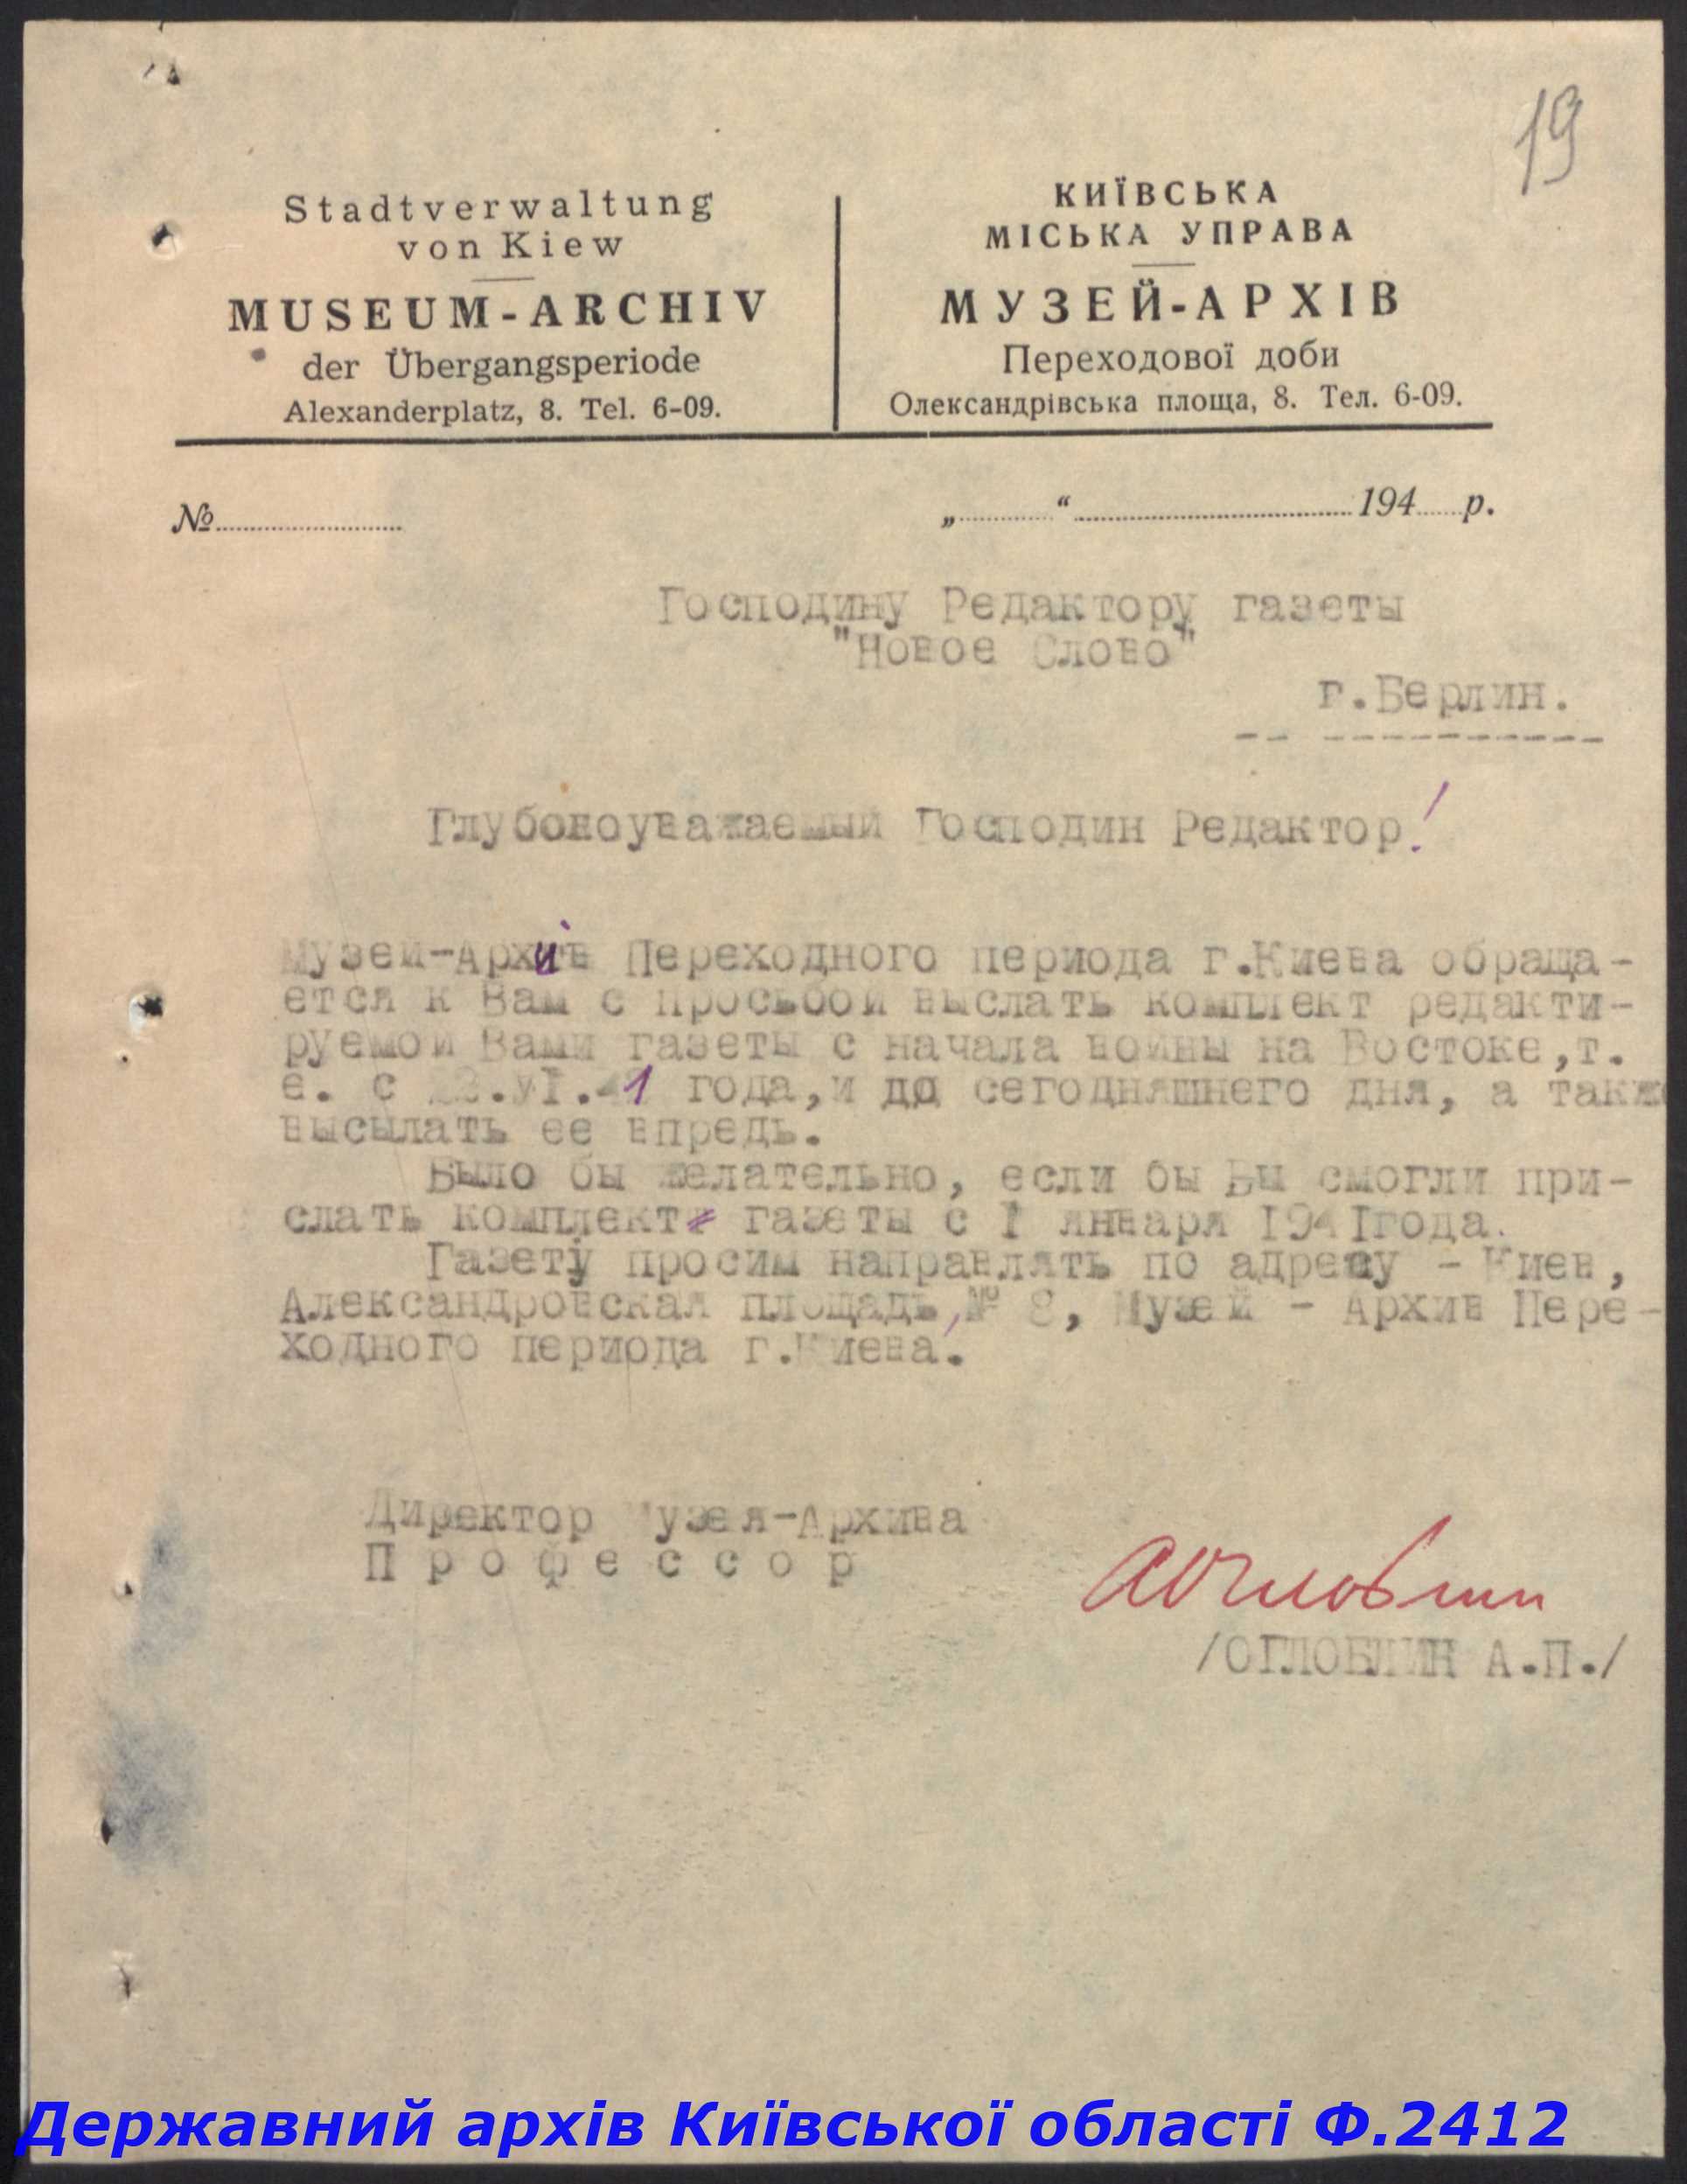 19
Stadtverwaltung
von Kiew
MUSEUM-ARCHIV
der Übergangsperiode
Alexanderplatz, 8. Tel. 6-09.
КИЇВСЬКА
МІСЬКА УПРАВА
МУЗЕЙ-АРХІВ
Переходової доби
Олександрівська площа, 8. Тел. 6-09.
№
„ “ 194 р.
Господину Редактору газеты
"Новое Слово"
г.Берлин.
Глубокоуважаемый Господин Редактор!
Музей-Архив Переходного периода г.Киева обраща-
ется к Вам с просьбой выслать комплект редакти-
руемой Вами газеты с начала войны на Востоке,т.
е. с 22.VI.41 года,и до сегодняшнего дня, а также
высылать ее впредь.
Было бы желательно, если бы Вы смогли при-
слать комплект газеты с I января 194Iгода.
Газету просим направлять по адресу - Киев,
Александровская площадь,№ 8, Музей - Архив Пере-
ходного периода г.Киева.
Директор Музея-Архива
Профессор
АОглоблин
/ОГЛОБЛИН А.П./
Державний архів Київської області Ф.2412